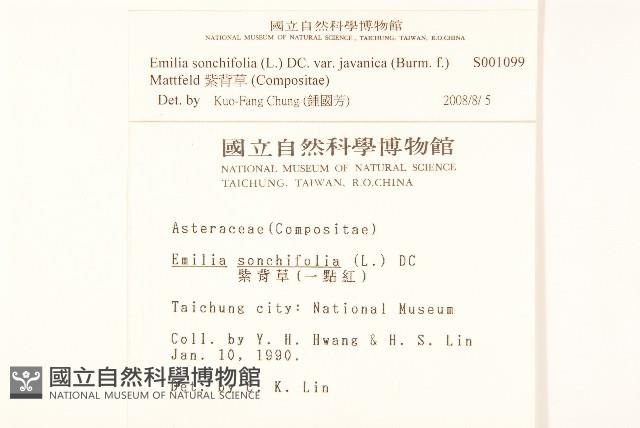 國立自然科學博物館
NATIONAL MUSEUM OF NATURAL SCIENCE, TAICHUNG, TAIWAN, R.O.CHINA
Emilia sonchifolia (L.) DC. var. javanica (Burm. f.) S001099
Mattfeld 紫背草 (Compositae)
Det. by Kuo-Fang Chung (鍾國芳) 2008/8/ 5
國立自然科學博物館
NATIONAL MUSEUM OF NATURAL SCIENCE
TAICHUNG, TAIWAN, R.O.CHINA
Asteraceae(Compositae)
Emilia sonchifolia (L.) DC
紫背草(一點紅)
Taichung city: National Museum
Coll. by Y. H. Hwang & H. S. Lin
Jan. 10, 1990.
Det. by K. Lin
國立自然科學博物館
NATIONAL MUSEUM OF NATURAL SCIENCE